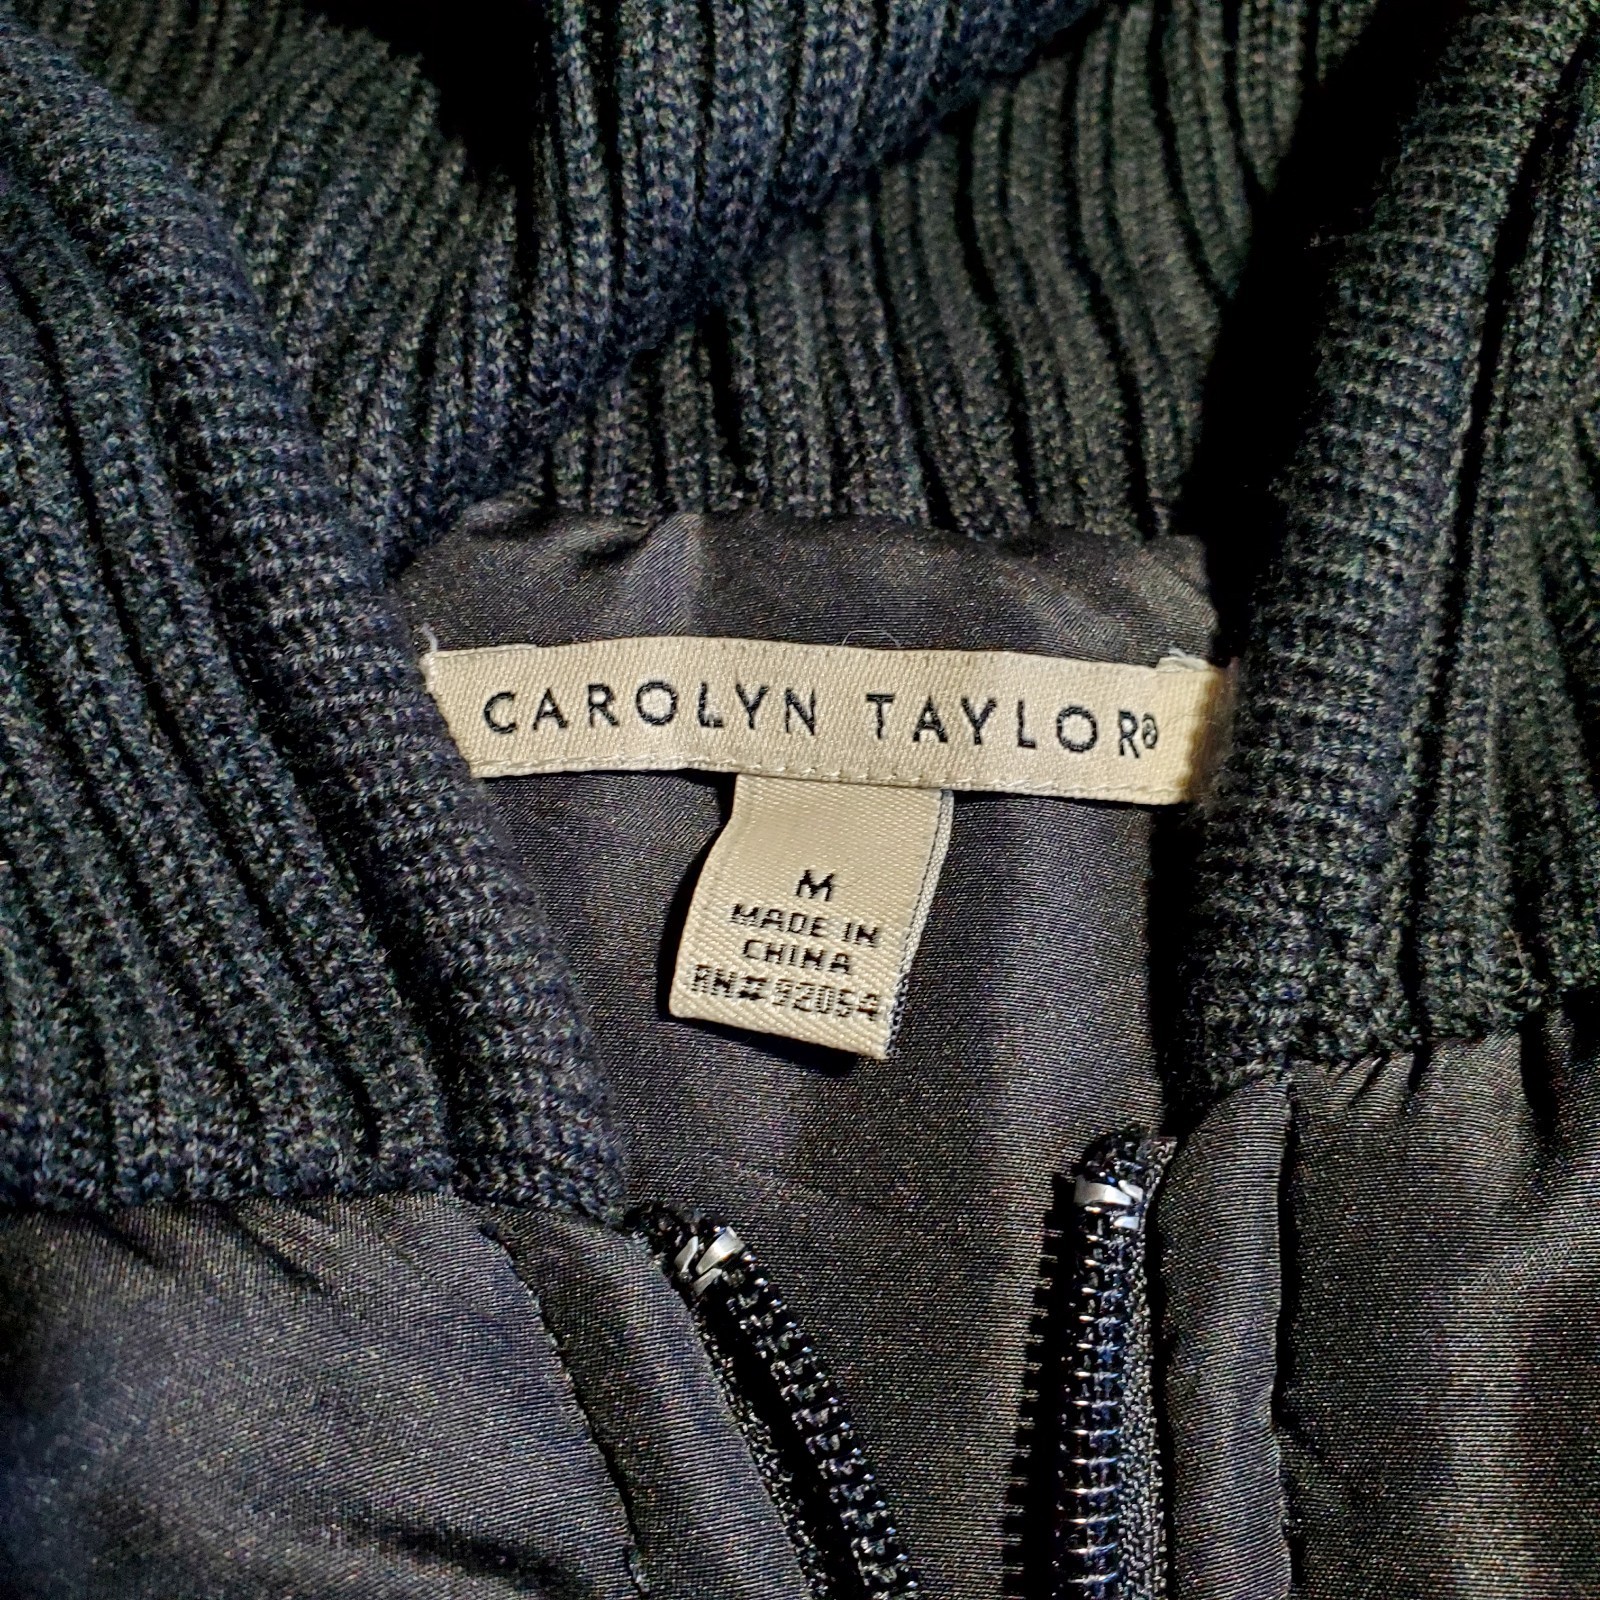 CAROLYN TAYLOR®
M
MADE IN
CHINA
RN#92054